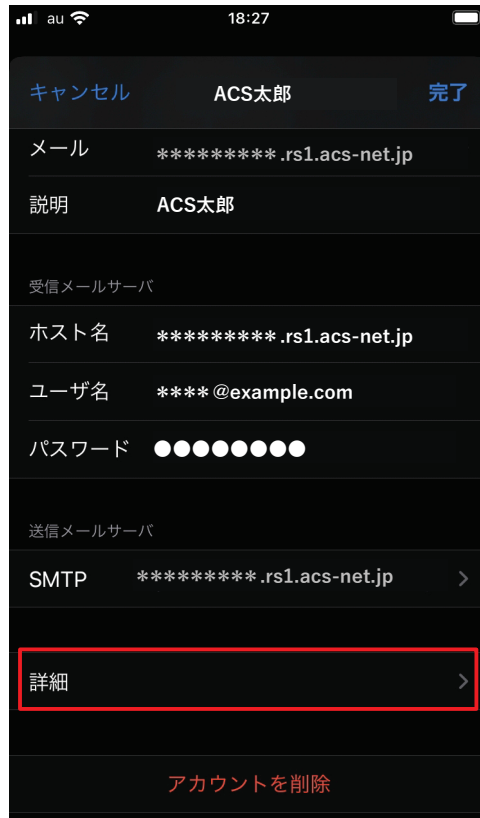 au 18:27
キャンセル ACS太郎 完了
メール *********.rs1.acs-net.jp
説明 ACS太郎
受信メールサーバ
ホスト名 *********.rs1.acs-net.jp
ユーザ名 ****@example.com
パスワード ●●●●●●●●
送信メールサーバ
SMTP *********.rs1.acs-net.jp >
詳細 >
アカウントを削除